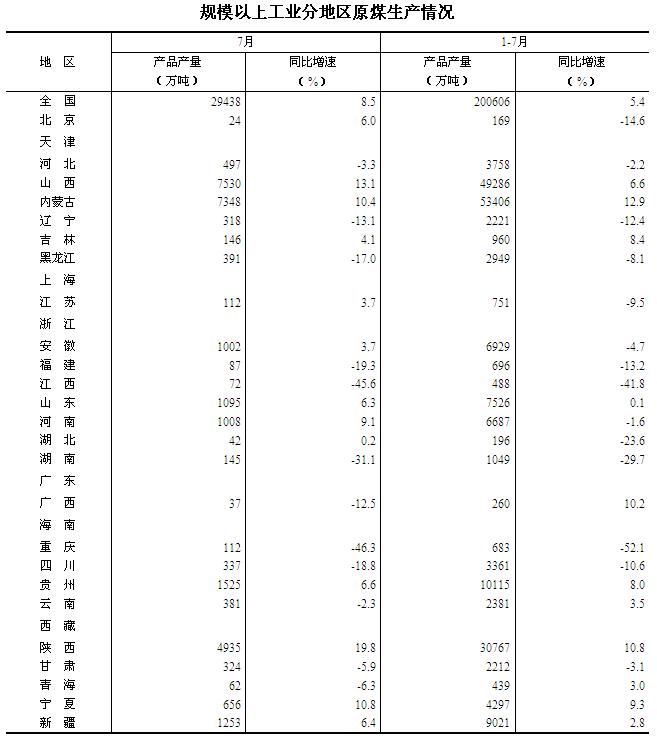 规模以上工业分地区原煤生产情况
地 区 7月 1-7月
产品产量 同比增速 产品产量 同比增速
（万吨） （%） （万吨） （%）
全 国 29438 8.5 200606 5.4
北 京 24 6.0 169 -14.6
天 津
河 北 497 -3.3 3758 -2.2
山 西 7530 13.1 49286 6.6
内蒙古 7348 10.4 53406 12.9
辽 宁 318 -13.1 2221 -12.4
吉 林 146 4.1 960 8.4
黑龙江 391 -17.0 2949 -8.1
上 海
江 苏 112 3.7 751 -9.5
浙 江
安 徽 1002 3.7 6929 -4.7
福 建 87 -19.3 696 -13.2
江 西 72 -45.6 488 -41.8
山 东 1095 6.3 7526 0.1
河 南 1008 9.1 6687 -1.6
湖 北 42 0.2 196 -23.6
湖 南 145 -31.1 1049 -29.7
广 东
广 西 37 -12.5 260 10.2
海 南
重 庆 112 -46.3 683 -52.1
四 川 337 -18.8 3361 -10.6
贵 州 1525 6.6 10115 8.0
云 南 381 -2.3 2381 3.5
西 藏
陕 西 4935 19.8 30767 10.8
甘 肃 324 -5.9 2212 -3.1
青 海 62 -6.3 439 3.0
宁 夏 656 10.8 4297 9.3
新 疆 1253 6.4 9021 2.8